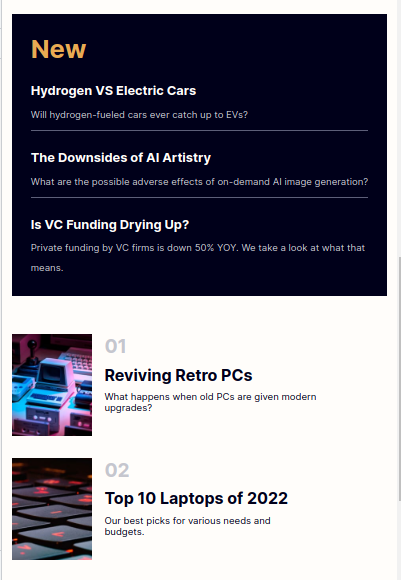 New
Hydrogen VS Electric Cars
Will hydrogen-fueled cars ever catch up to EVs?
The Downsides of AI Artistry
What are the possible adverse effects of on-demand AI image generation?
Is VC Funding Drying Up?
Private funding by VC firms is down 50% YOY. We take a look at what that
means.
01
Reviving Retro PCs
What happens when old PCs are given modern
upgrades?
02
Top 10 Laptops of 2022
Our best picks for various needs and
budgets.